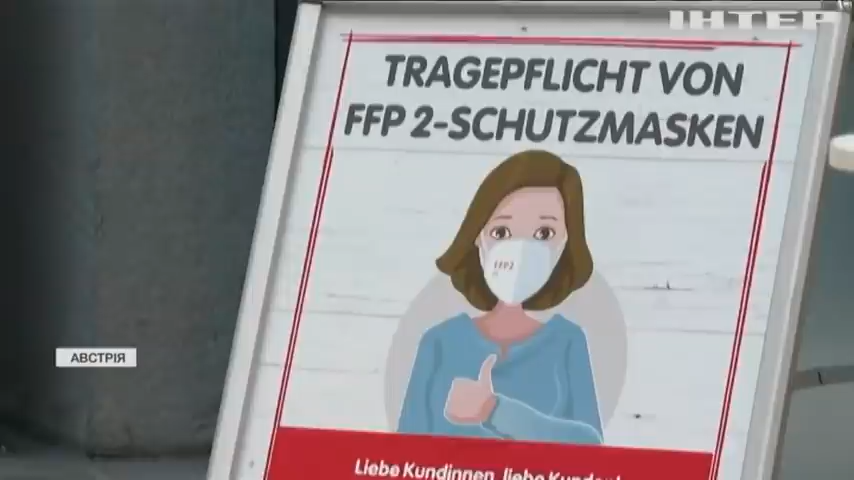 ІНТЕР
TRAGEPFLICHT VON
FFP 2-SCHUTZMASKEN
FFP2
АВСТРІЯ
Liebe Kundinnen, liebe Kunden!